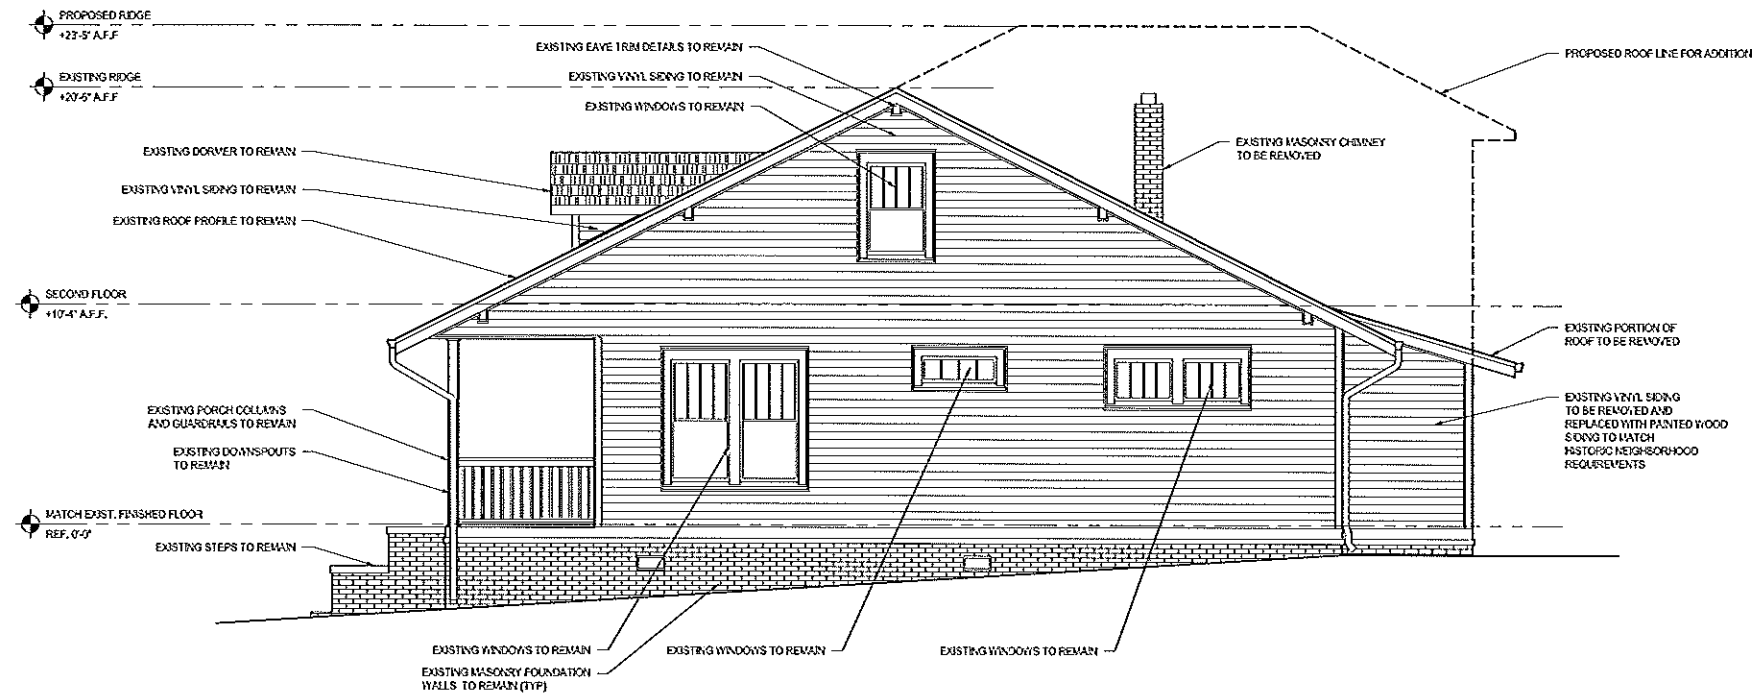 PROPOSED RIDGE
+23'-5" A.F.F
EXISTING RIDGE
+20'-5" A.F.F
EXISTING EAVE TRIM DETAILS TO REMAIN
EXISTING VINYL SIDING TO REMAIN
EXISTING WINDOWS TO REMAIN
PROPOSED ROOF LINE FOR ADDITION
EXISTING MASONRY CHIMNEY
TO BE REMOVED
EXISTING DORMER TO REMAIN
EXISTING VINYL SIDING TO REMAIN
EXISTING ROOF PROFILE TO REMAIN
SECOND FLOOR
+10'-4" A.F.F.
EXISTING PORTION OF
ROOF TO BE REMOVED
EXISTING PORCH COLUMNS
AND GUARDRAILS TO REMAIN
EXISTING DOWNSPOUTS
TO REMAIN
EXISTING VINYL SIDING
TO BE REMOVED AND
REPLACED WITH PAINTED WOOD
SIDING TO MATCH
HISTORIC NEIGHBORHOOD
REQUIREMENTS
MATCH EXIST. FINISHED FLOOR
REF. 0'-0"
EXISTING STEPS TO REMAIN
EXISTING WINDOWS TO REMAIN
EXISTING WINDOWS TO REMAIN
EXISTING WINDOWS TO REMAIN
EXISTING MASONRY FOUNDATION
WALLS TO REMAIN (TYP)